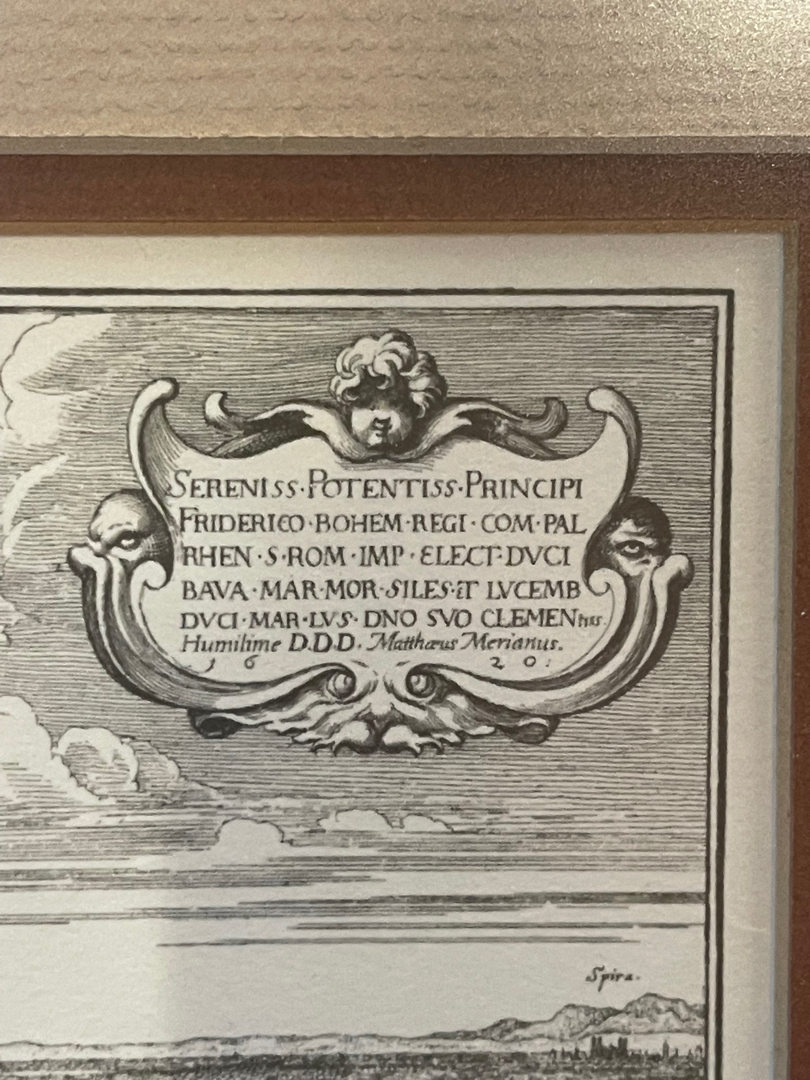 SERENISS·POTENTISS·PRINCIPI
FRIDERICO·BOHEM·REGI·COM·PAL
RHEN·S·ROM·IMP·ELECT·DVCI
BAVA·MAR·MOR·SILES·ET LVCEMB
DVCI·MAR·LVS·DNO SVO CLEMENtiss.
Humilime D.D.D. Matthæus Merianus.
16 20:
Spira.